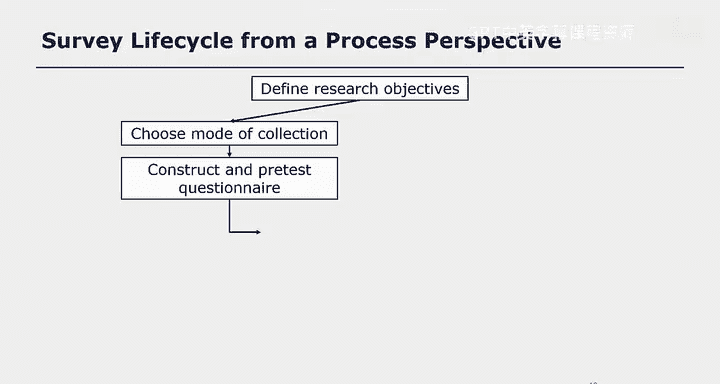 Survey Lifecycle from a Process Perspective
Define research objectives
Choose mode of collection
Construct and pretest
questionnaire